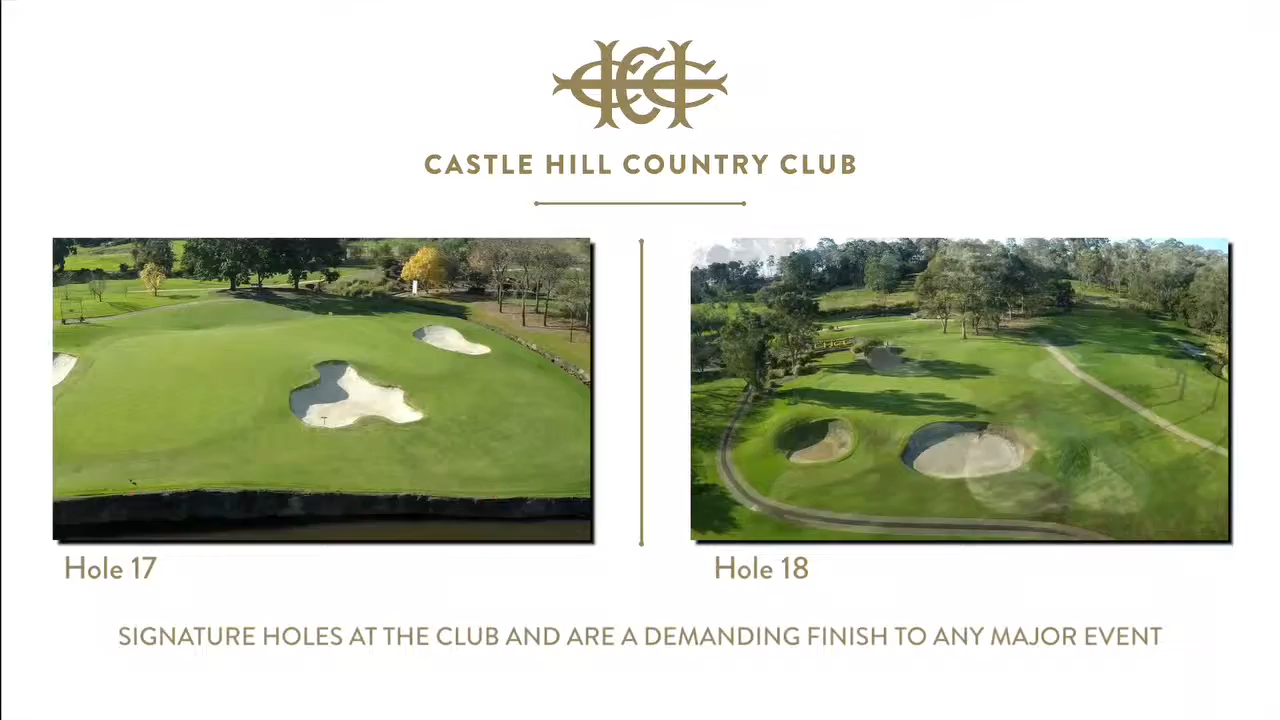 CASTLE HILL COUNTRY CLUB
Hole 17
Hole 18
SIGNATURE HOLES AT THE CLUB AND ARE A DEMANDING FINISH TO ANY MAJOR EVENT